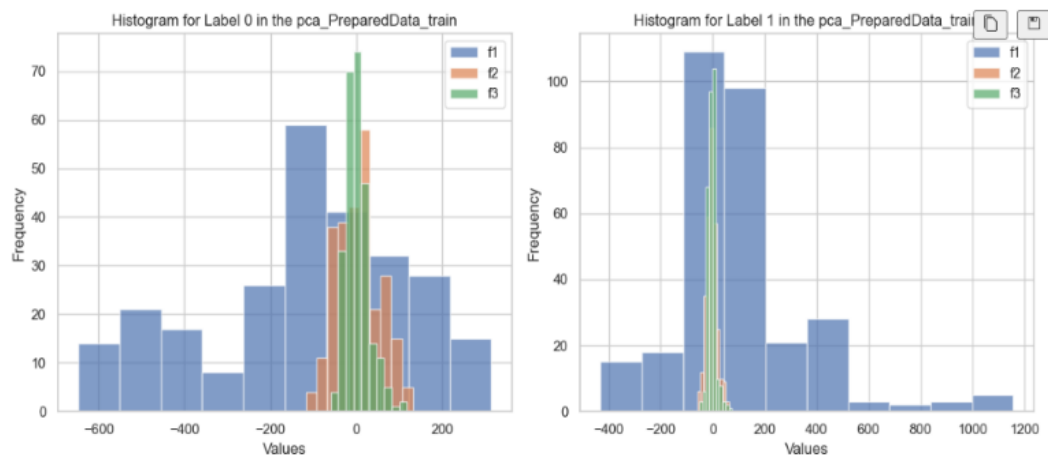 Histogram for Label 0 in the pca_PreparedData_train
f1
f2
f3
Frequency
70
60
50
40
30
20
10
0
−600
−400
−200
0
200
Values
Histogram for Label 1 in the pca_PreparedData_train
f1
f2
f3
Frequency
100
80
60
40
20
0
−400
−200
0
200
400
600
800
1000
1200
Values